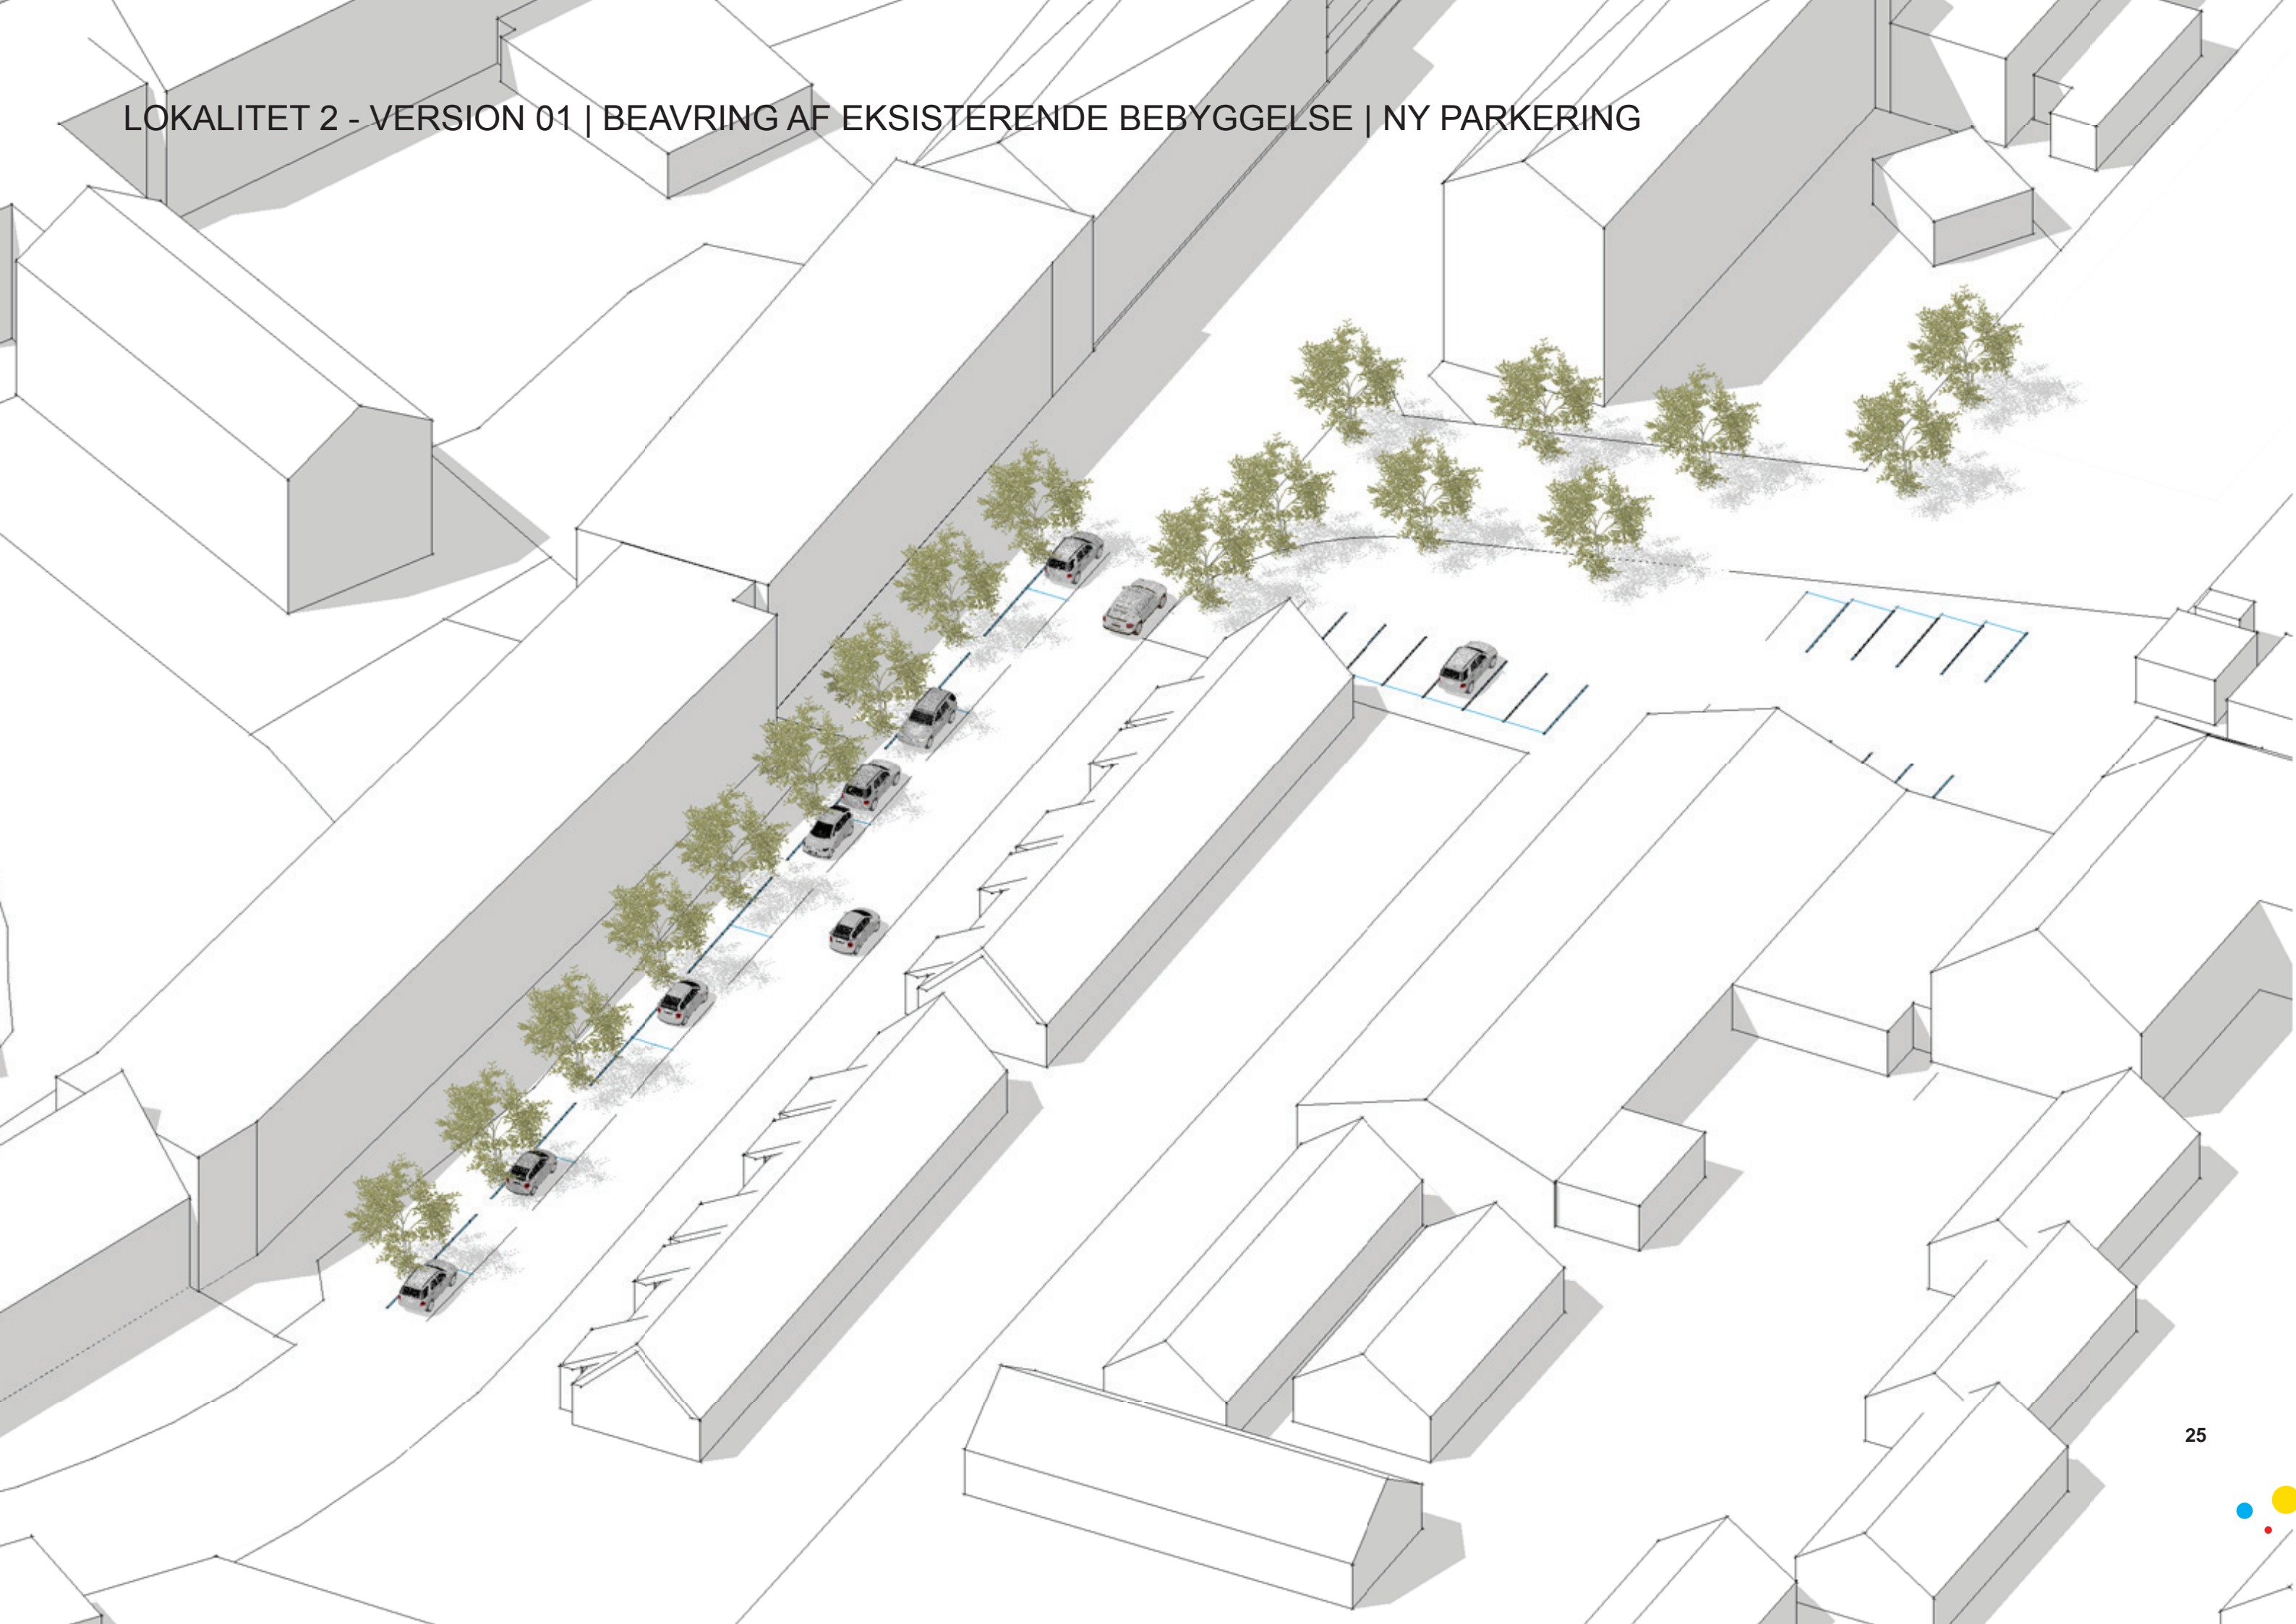 LOKALITET 2 - VERSION 01 | BEAVRING AF EKSISTERENDE BEBYGGELSE | NY PARKERING
25